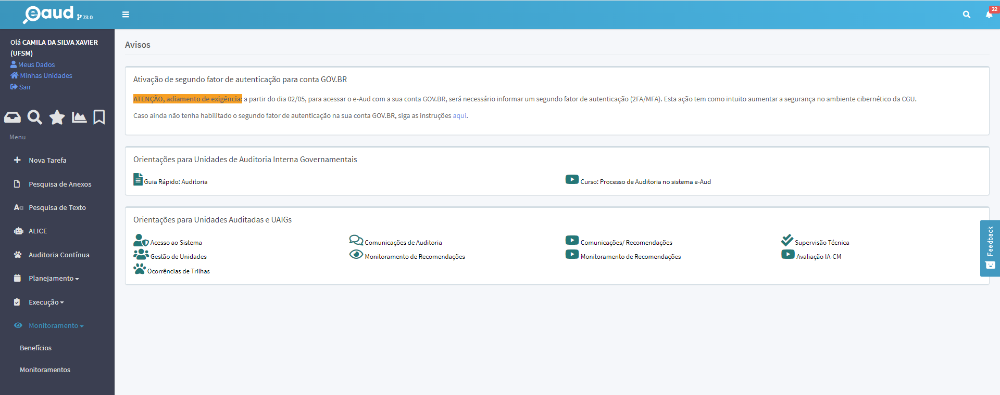 eaud 73.0
22
Olá CAMILA DA SILVA XAVIER
(UFSM)
Meus Dados
Minhas Unidades
Sair
Menu
Nova Tarefa
Pesquisa de Anexos
Aa Pesquisa de Texto
ALICE
Auditoria Contínua
Planejamento
Execução
Monitoramento
Benefícios
Monitoramentos
Avisos
Ativação de segundo fator de autenticação para conta GOV.BR
ATENÇÃO, adiamento de exigência: a partir do dia 02/05, para acessar o e-Aud com a sua conta GOV.BR, será necessário informar um segundo fator de autenticação (2FA/MFA). Esta ação tem como intuito aumentar a segurança no ambiente cibernético da CGU.
Caso ainda não tenha habilitado o segundo fator de autenticação na sua conta GOV.BR, siga as instruções aqui.
Orientações para Unidades de Auditoria Interna Governamentais
Guia Rápido: Auditoria
Curso: Processo de Auditoria no sistema e-Aud
Orientações para Unidades Auditadas e UAIGs
Acesso ao Sistema
Comunicações de Auditoria
Comunicações/ Recomendações
Supervisão Técnica
Gestão de Unidades
Monitoramento de Recomendações
Monitoramento de Recomendações
Avaliação IA-CM
Ocorrências de Trilhas
Feedback